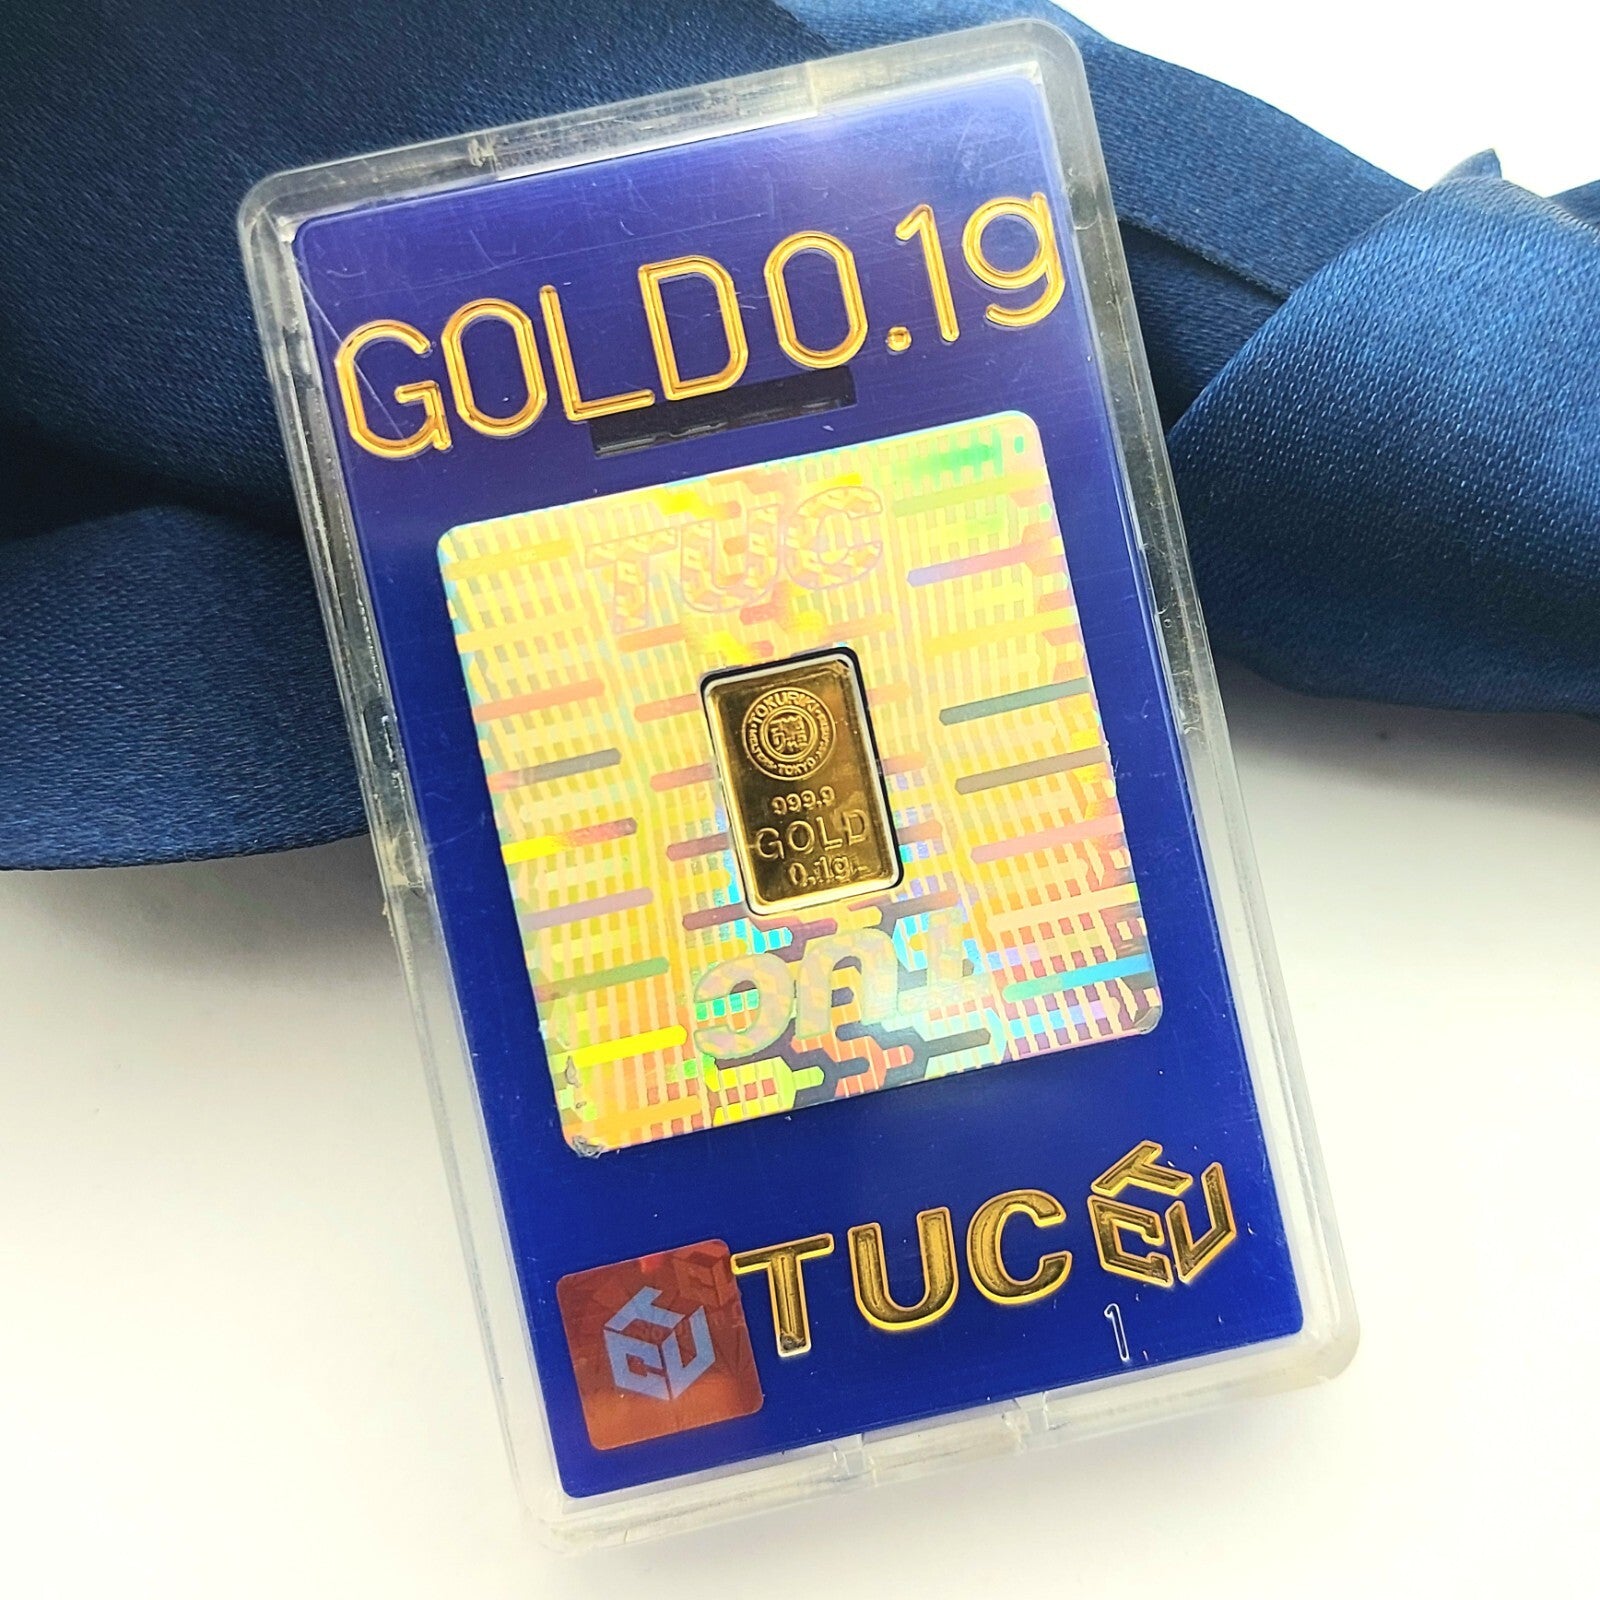 GOLD 0.1g
TUC
TOKURIKI
TOKYO
999.9
GOLD
0.1g
TUC
TUC
1